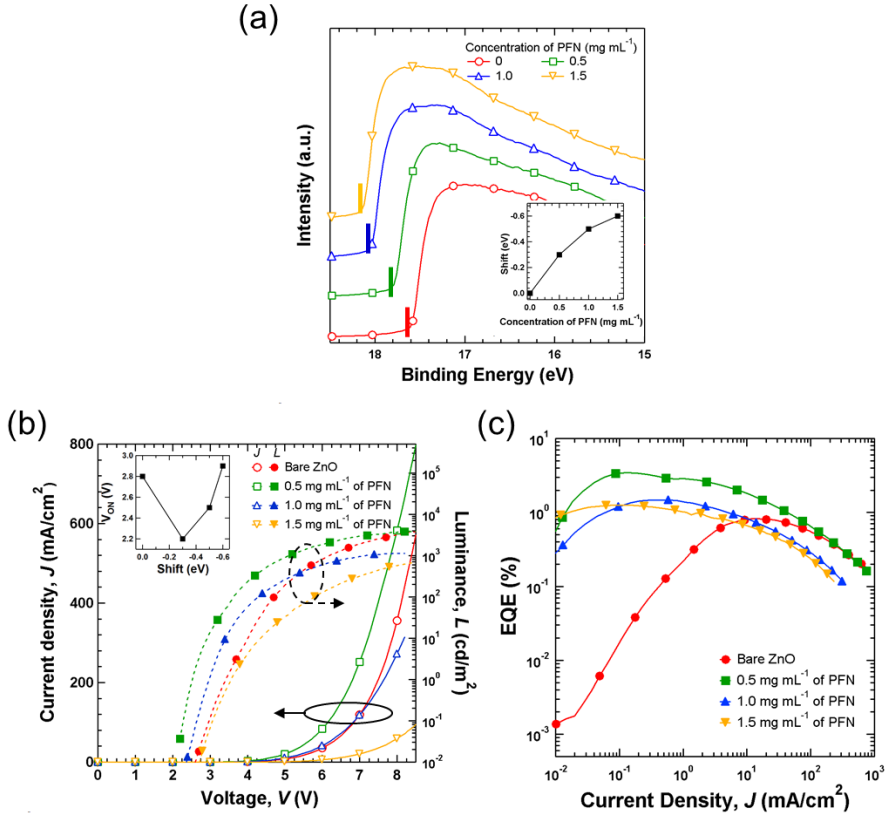 (a)
Concentration of PFN (mg mL⁻¹)
0 0.5
1.0 1.5
Intensity (a.u.)
-0.6
-0.4
-0.2
0.0
Shift (eV)
0.0 0.5 1.0 1.5
Concentration of PFN (mg mL⁻¹)
18 17 16 15
Binding Energy (eV)
(b)
800
700
600
500
400
300
200
100
0
Current density, J (mA/cm²)
3.0
2.8
2.6
2.4
2.2
V_ON (V)
0.0 -0.2 -0.4 -0.6
Shift (eV)
J L
Bare ZnO
0.5 mg mL⁻¹ of PFN
1.0 mg mL⁻¹ of PFN
1.5 mg mL⁻¹ of PFN
10⁵
10⁴
10³
10²
10¹
10⁰
10⁻¹
10⁻²
Luminance, L (cd/m²)
0 1 2 3 4 5 6 7 8
Voltage, V (V)
(c)
10¹
10⁰
10⁻¹
10⁻²
10⁻³
EQE (%)
Bare ZnO
0.5 mg mL⁻¹ of PFN
1.0 mg mL⁻¹ of PFN
1.5 mg mL⁻¹ of PFN
10⁻² 10⁻¹ 10⁰ 10¹ 10² 10³
Current Density, J (mA/cm²)